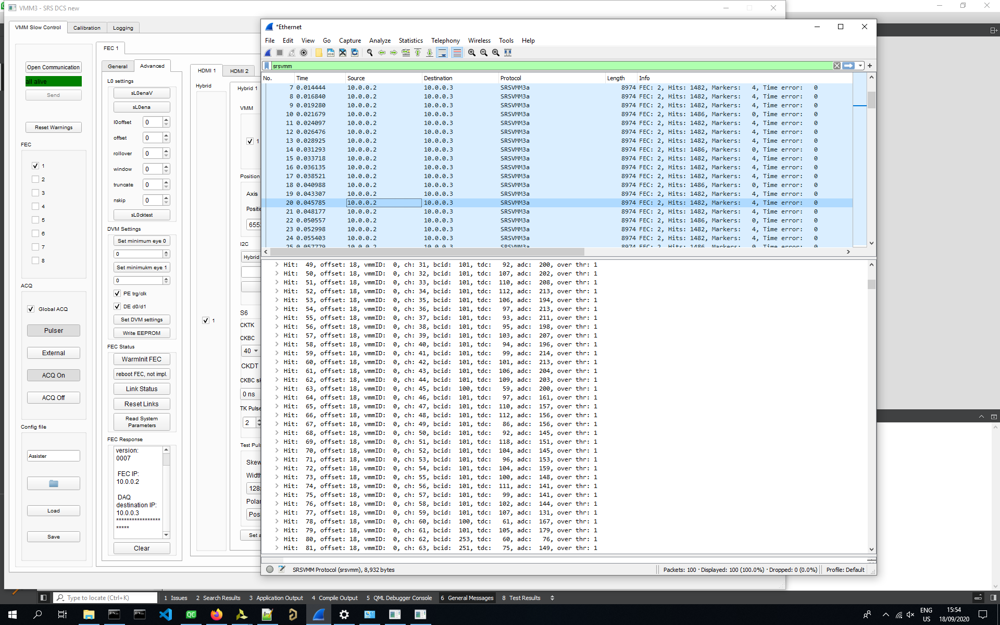 VMM3 - SRS DCS new
VMM Slow Control
Calibration
Logging
Open Communication
all alive
Send
Reset Warnings
FEC
1
2
3
4
5
6
7
8
ACQ
Global ACQ
Pulser
External
ACQ On
ACQ Off
Config file
Assister
Load
Save
FEC 1
General
Advanced
L0 settings
sL0enaV
sL0ena
l0offset 0
offset 0
rollover 0
window 0
truncate 0
nskip 0
sL0cktest
DVM Settings
Set minimum eye 0
0
Set minimukm eye 1
0
PE trg/clk
DE d0/d1
Set DVM settings
Write EEPROM
FEC Status
WarmInit FEC
reboot FEC, not impl.
Link Status
Reset Links
Read System
Parameters
FEC Response
version:
0007
FEC IP:
10.0.0.2
DAQ
destination IP:
10.0.0.3
*****************
*****
Clear
HDMI 1
HDMI 2
Hybrid
1
Hybrid 1
VMM
1
Position
Axis
Positi
655
I2C
Hybrid
S6
CKTK
CKBC
40
CKDT
CKBC sk
0 ns
TK Pulse
2
Test Puls
Skew
Width
128
Polar
Pos
Set a
*Ethernet
File Edit View Go Capture Analyze Statistics Telephony Wireless Tools Help
srsvmm
No. Time Source Destination Protocol Length Info
7 0.014444 10.0.0.2 10.0.0.3 SRSVMM3a 8974 FEC: 2, Hits: 1482, Markers: 4, Time error: 0
8 0.016840 10.0.0.2 10.0.0.3 SRSVMM3a 8974 FEC: 2, Hits: 1482, Markers: 4, Time error: 0
9 0.019280 10.0.0.2 10.0.0.3 SRSVMM3a 8974 FEC: 2, Hits: 1482, Markers: 4, Time error: 0
10 0.021679 10.0.0.2 10.0.0.3 SRSVMM3a 8974 FEC: 2, Hits: 1486, Markers: 0, Time error: 0
11 0.024097 10.0.0.2 10.0.0.3 SRSVMM3a 8974 FEC: 2, Hits: 1482, Markers: 4, Time error: 0
12 0.026476 10.0.0.2 10.0.0.3 SRSVMM3a 8974 FEC: 2, Hits: 1482, Markers: 4, Time error: 0
13 0.028925 10.0.0.2 10.0.0.3 SRSVMM3a 8974 FEC: 2, Hits: 1482, Markers: 4, Time error: 0
14 0.031293 10.0.0.2 10.0.0.3 SRSVMM3a 8974 FEC: 2, Hits: 1486, Markers: 0, Time error: 0
15 0.033718 10.0.0.2 10.0.0.3 SRSVMM3a 8974 FEC: 2, Hits: 1482, Markers: 4, Time error: 0
16 0.036135 10.0.0.2 10.0.0.3 SRSVMM3a 8974 FEC: 2, Hits: 1482, Markers: 4, Time error: 0
17 0.038521 10.0.0.2 10.0.0.3 SRSVMM3a 8974 FEC: 2, Hits: 1482, Markers: 4, Time error: 0
18 0.040988 10.0.0.2 10.0.0.3 SRSVMM3a 8974 FEC: 2, Hits: 1486, Markers: 0, Time error: 0
19 0.043307 10.0.0.2 10.0.0.3 SRSVMM3a 8974 FEC: 2, Hits: 1482, Markers: 4, Time error: 0
20 0.045785 10.0.0.2 10.0.0.3 SRSVMM3a 8974 FEC: 2, Hits: 1482, Markers: 4, Time error: 0
21 0.048177 10.0.0.2 10.0.0.3 SRSVMM3a 8974 FEC: 2, Hits: 1482, Markers: 4, Time error: 0
22 0.050557 10.0.0.2 10.0.0.3 SRSVMM3a 8974 FEC: 2, Hits: 1486, Markers: 0, Time error: 0
23 0.052998 10.0.0.2 10.0.0.3 SRSVMM3a 8974 FEC: 2, Hits: 1482, Markers: 4, Time error: 0
24 0.055403 10.0.0.2 10.0.0.3 SRSVMM3a 8974 FEC: 2, Hits: 1482, Markers: 4, Time error: 0
25 0.057779 10.0.0.2 10.0.0.3 SRSVMM3a 8974 FEC: 2, Hits: 1486, Markers: 0, Time error: 0
Hit: 49, offset: 18, vmmID: 0, ch: 31, bcid: 101, tdc: 92, adc: 200, over thr: 1
Hit: 50, offset: 18, vmmID: 0, ch: 32, bcid: 101, tdc: 107, adc: 202, over thr: 1
Hit: 51, offset: 18, vmmID: 0, ch: 33, bcid: 101, tdc: 110, adc: 208, over thr: 1
Hit: 52, offset: 18, vmmID: 0, ch: 34, bcid: 101, tdc: 112, adc: 213, over thr: 1
Hit: 53, offset: 18, vmmID: 0, ch: 35, bcid: 101, tdc: 106, adc: 194, over thr: 1
Hit: 54, offset: 18, vmmID: 0, ch: 36, bcid: 101, tdc: 97, adc: 213, over thr: 1
Hit: 55, offset: 18, vmmID: 0, ch: 37, bcid: 101, tdc: 93, adc: 211, over thr: 1
Hit: 56, offset: 18, vmmID: 0, ch: 38, bcid: 101, tdc: 95, adc: 198, over thr: 1
Hit: 57, offset: 18, vmmID: 0, ch: 39, bcid: 101, tdc: 103, adc: 207, over thr: 1
Hit: 58, offset: 18, vmmID: 0, ch: 40, bcid: 101, tdc: 94, adc: 196, over thr: 1
Hit: 59, offset: 18, vmmID: 0, ch: 41, bcid: 101, tdc: 99, adc: 214, over thr: 1
Hit: 60, offset: 18, vmmID: 0, ch: 42, bcid: 101, tdc: 101, adc: 213, over thr: 1
Hit: 61, offset: 18, vmmID: 0, ch: 43, bcid: 101, tdc: 106, adc: 204, over thr: 1
Hit: 62, offset: 18, vmmID: 0, ch: 44, bcid: 101, tdc: 109, adc: 203, over thr: 1
Hit: 63, offset: 18, vmmID: 0, ch: 45, bcid: 100, tdc: 59, adc: 200, over thr: 1
Hit: 64, offset: 18, vmmID: 0, ch: 46, bcid: 101, tdc: 97, adc: 161, over thr: 1
Hit: 65, offset: 18, vmmID: 0, ch: 47, bcid: 101, tdc: 110, adc: 157, over thr: 1
Hit: 66, offset: 18, vmmID: 0, ch: 48, bcid: 101, tdc: 112, adc: 156, over thr: 1
Hit: 67, offset: 18, vmmID: 0, ch: 49, bcid: 101, tdc: 86, adc: 156, over thr: 1
Hit: 68, offset: 18, vmmID: 0, ch: 50, bcid: 101, tdc: 92, adc: 145, over thr: 1
Hit: 69, offset: 18, vmmID: 0, ch: 51, bcid: 101, tdc: 118, adc: 151, over thr: 1
Hit: 70, offset: 18, vmmID: 0, ch: 52, bcid: 101, tdc: 104, adc: 145, over thr: 1
Hit: 71, offset: 18, vmmID: 0, ch: 53, bcid: 101, tdc: 96, adc: 153, over thr: 1
Hit: 72, offset: 18, vmmID: 0, ch: 54, bcid: 101, tdc: 104, adc: 159, over thr: 1
Hit: 73, offset: 18, vmmID: 0, ch: 55, bcid: 101, tdc: 100, adc: 148, over thr: 1
Hit: 74, offset: 18, vmmID: 0, ch: 56, bcid: 101, tdc: 111, adc: 141, over thr: 1
Hit: 75, offset: 18, vmmID: 0, ch: 57, bcid: 101, tdc: 99, adc: 141, over thr: 1
Hit: 76, offset: 18, vmmID: 0, ch: 58, bcid: 101, tdc: 102, adc: 144, over thr: 1
Hit: 77, offset: 18, vmmID: 0, ch: 59, bcid: 101, tdc: 107, adc: 131, over thr: 1
Hit: 78, offset: 18, vmmID: 0, ch: 60, bcid: 100, tdc: 61, adc: 167, over thr: 1
Hit: 79, offset: 18, vmmID: 0, ch: 61, bcid: 101, tdc: 105, adc: 179, over thr: 1
Hit: 80, offset: 18, vmmID: 0, ch: 62, bcid: 253, tdc: 60, adc: 76, over thr: 1
Hit: 81, offset: 18, vmmID: 0, ch: 63, bcid: 251, tdc: 75, adc: 149, over thr: 1
SRSVMM Protocol (srsvmm), 8,932 bytes
Packets: 100 · Displayed: 100 (100.0%) · Dropped: 0 (0.0%)
Profile: Default
Type to locate (Ctrl+K)
1 Issues
2 Search Results
3 Application Output
4 Compile Output
5 QML Debugger Console
6 General Messages
8 Test Results
QC
ENG
US
15:54
18/09/2020